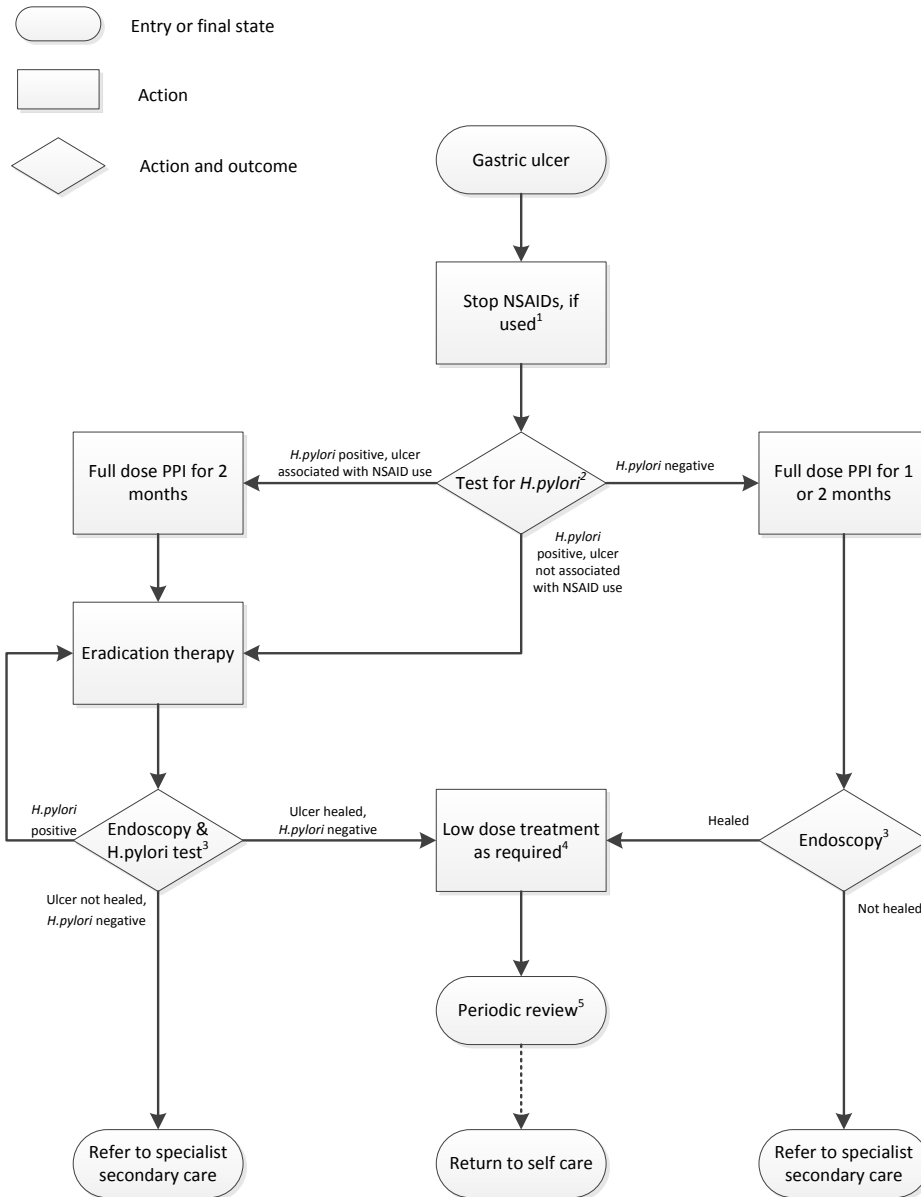 Entry or final state
Action
Action and outcome
Gastric ulcer
Stop NSAIDs, if
used1
H.pylori positive, ulcer
associated with NSAID use
Full dose PPI for 2
months
Test for H.pylori2
H.pylori negative
Full dose PPI for 1
or 2 months
H.pylori
positive, ulcer
not associated
with NSAID use
Eradication therapy
H.pylori
positive
Endoscopy &
H.pylori test3
Ulcer healed,
H.pylori negative
Low dose treatment
as required4
Healed
Endoscopy3
Ulcer not healed,
H.pylori negative
Not healed
Periodic review5
Refer to specialist
secondary care
Return to self care
Refer to specialist
secondary care